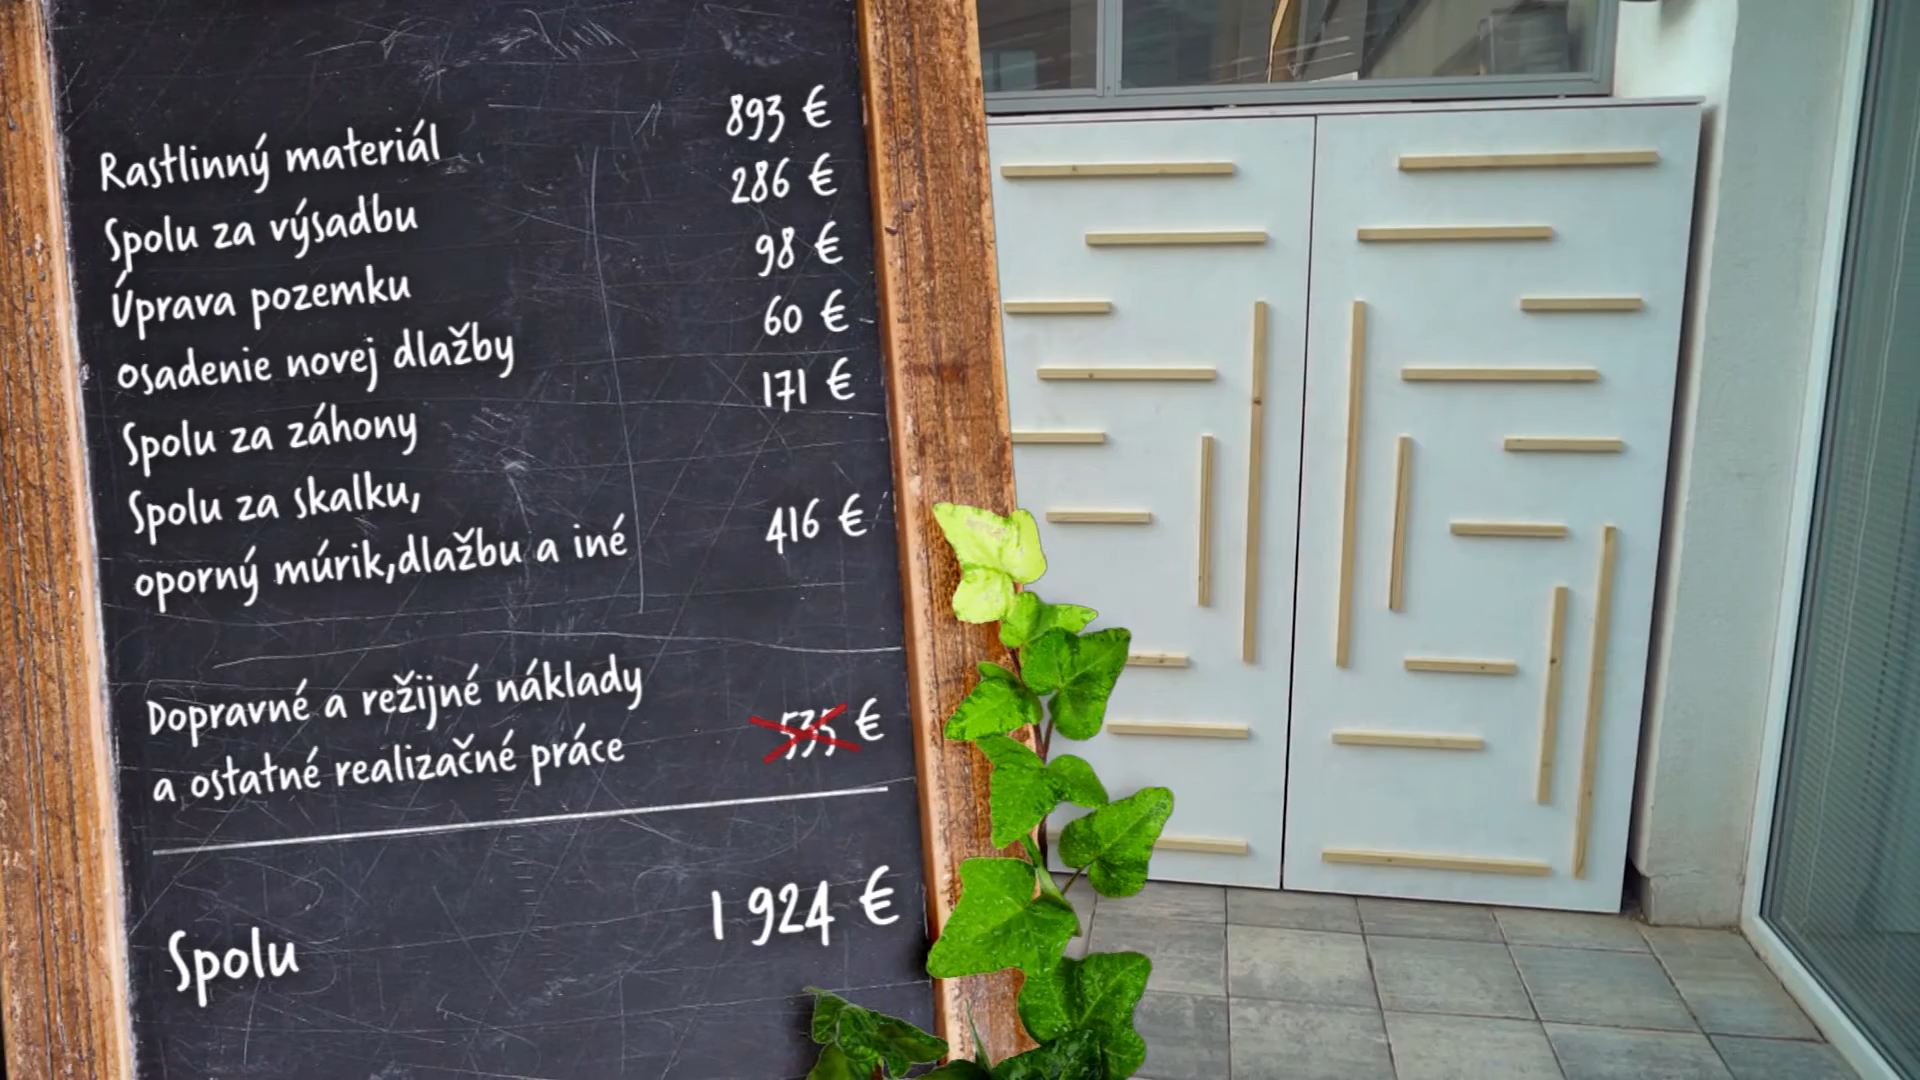 Rastlinný materiál 893 €
Spolu za výsadbu 286 €
Úprava pozemku 98 €
Osadenie novej dlažby 60 €
Spolu za záhony 171 €
Spolu za skalku,
oporný múrik,dlažbu a iné 416 €
Dopravné a režijné náklady
a ostatné realizačné práce 535 €
Spolu 1 924 €